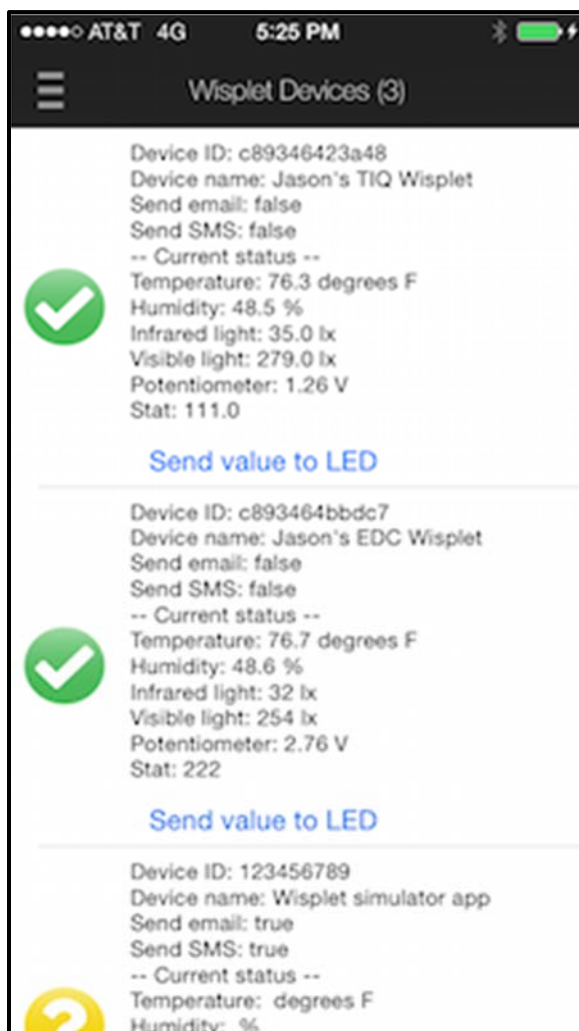 AT&T 4G 5:25 PM
Wisplet Devices (3)
Device ID: c89346423a48
Device name: Jason's TIQ Wisplet
Send email: false
Send SMS: false
-- Current status --
Temperature: 76.3 degrees F
Humidity: 48.5 %
Infrared light: 35.0 lx
Visible light: 279.0 lx
Potentiometer: 1.26 V
Stat: 111.0
Send value to LED
Device ID: c893464bbdc7
Device name: Jason's EDC Wisplet
Send email: false
Send SMS: false
-- Current status --
Temperature: 76.7 degrees F
Humidity: 48.6 %
Infrared light: 32 lx
Visible light: 254 lx
Potentiometer: 2.76 V
Stat: 222
Send value to LED
Device ID: 123456789
Device name: Wisplet simulator app
Send email: true
Send SMS: true
-- Current status --
Temperature:  degrees F
Humidity:  %